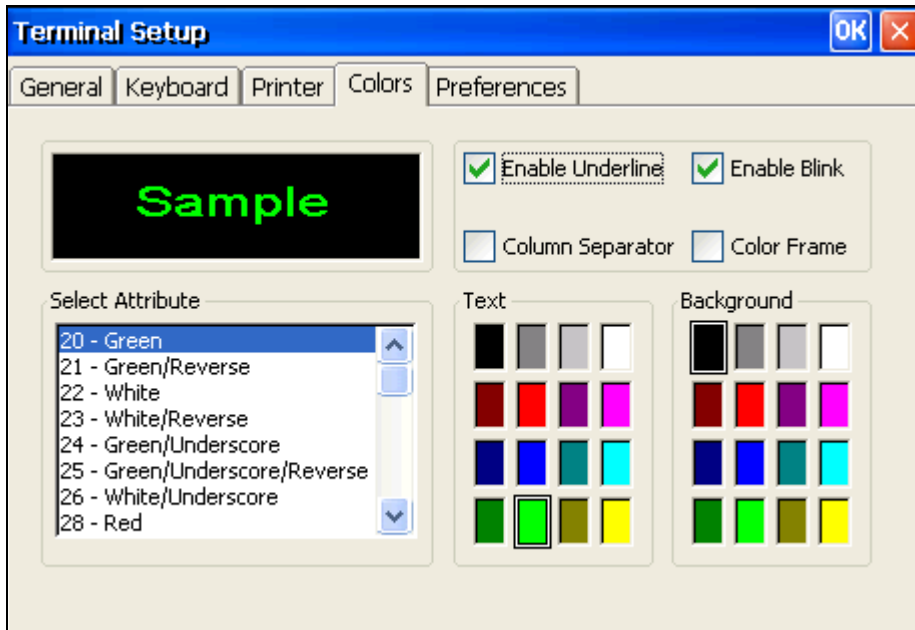 Terminal Setup OK
General Keyboard Printer Colors Preferences
Sample
Enable Underline Enable Blink
Column Separator Color Frame
Select Attribute
20 - Green
21 - Green/Reverse
22 - White
23 - White/Reverse
24 - Green/Underscore
25 - Green/Underscore/Reverse
26 - White/Underscore
28 - Red
Text
Background